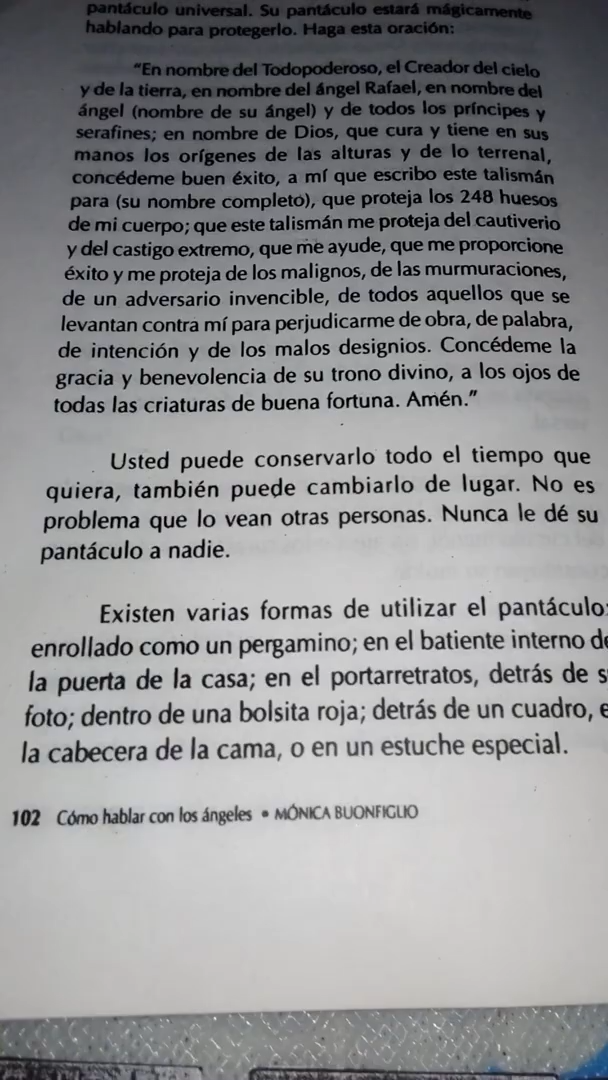 pantáculo universal. Su pantáculo estará mágicamente
hablando para protegerlo. Haga esta oración:
"En nombre del Todopoderoso, el Creador del cielo
y de la tierra, en nombre del ángel Rafael, en nombre del
ángel (nombre de su ángel) y de todos los príncipes y
serafines; en nombre de Dios, que cura y tiene en sus
manos los orígenes de las alturas y de lo terrenal,
concédeme buen éxito, a mí que escribo este talismán
para (su nombre completo), que proteja los 248 huesos
de mi cuerpo; que este talismán me proteja del cautiverio
y del castigo extremo, que me ayude, que me proporcione
éxito y me proteja de los malignos, de las murmuraciones,
de un adversario invencible, de todos aquellos que se
levantan contra mí para perjudicarme de obra, de palabra,
de intención y de los malos designios. Concédeme la
gracia y benevolencia de su trono divino, a los ojos de
todas las criaturas de buena fortuna. Amén."
Usted puede conservarlo todo el tiempo que
quiera, también puede cambiarlo de lugar. No es
problema que lo vean otras personas. Nunca le dé su
pantáculo a nadie.
Existen varias formas de utilizar el pantáculo:
enrollado como un pergamino; en el batiente interno de
la puerta de la casa; en el portarretratos, detrás de s
foto; dentro de una bolsita roja; detrás de un cuadro, e
la cabecera de la cama, o en un estuche especial.
102 Cómo hablar con los ángeles • MÓNICA BUONFIGLIO